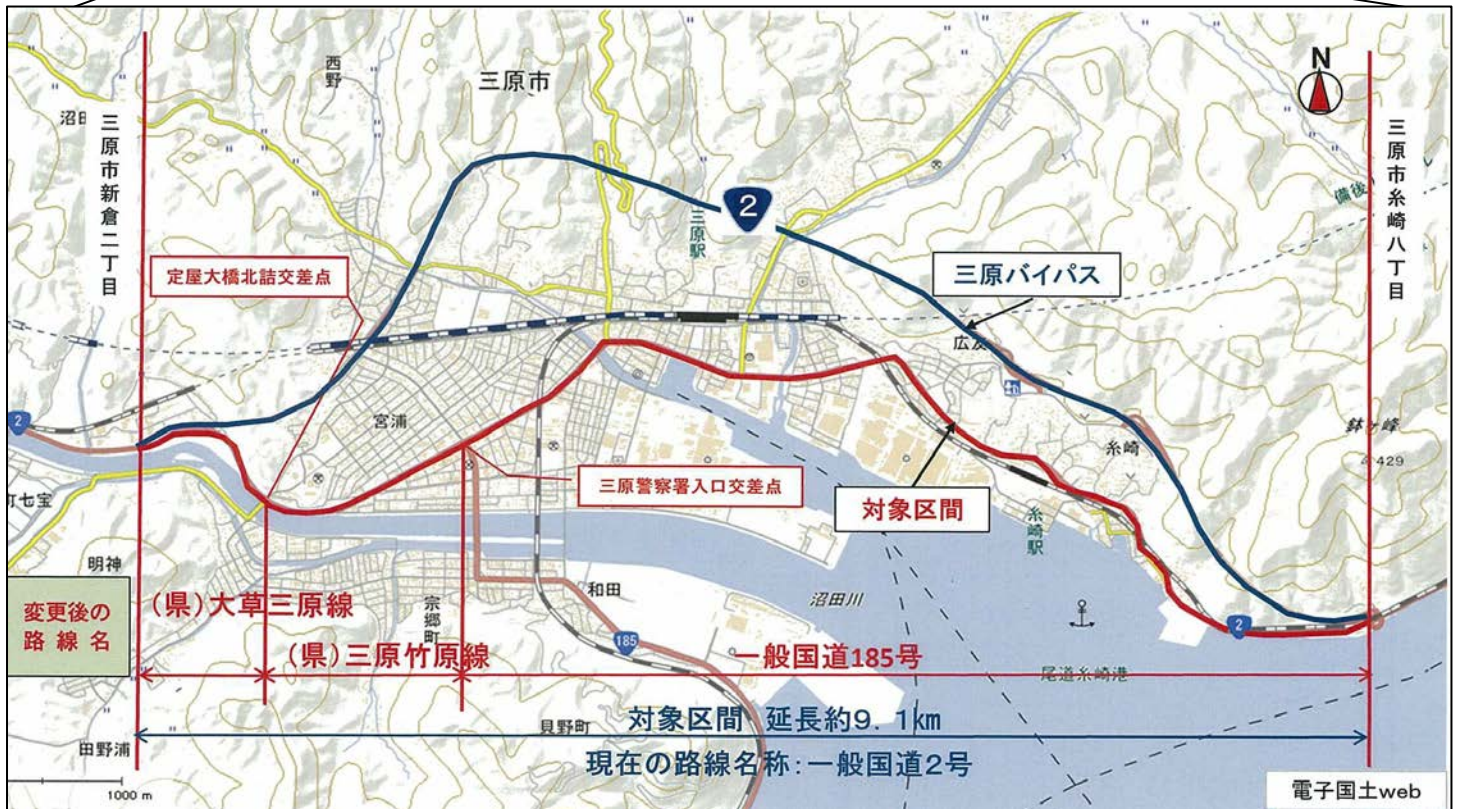 三原市
西野
沼田
三原市新倉二丁目
三原市糸崎八丁目
N
備後
2
三原駅
三原バイパス
定屋大橋北詰交差点
広
2
宮浦
糸崎
鉢ヶ峰
429
三原警察署入口交差点
対象区間
糸崎駅
町七宝
明神
和田
沼田川
変更後の
路線名
(県)大草三原線
宗郷町
185
2
(県)三原竹原線
一般国道185号
尾道糸崎港
貝野町
対象区間 延長約9.1km
田野浦
現在の路線名称:一般国道2号
1000 m
電子国土web